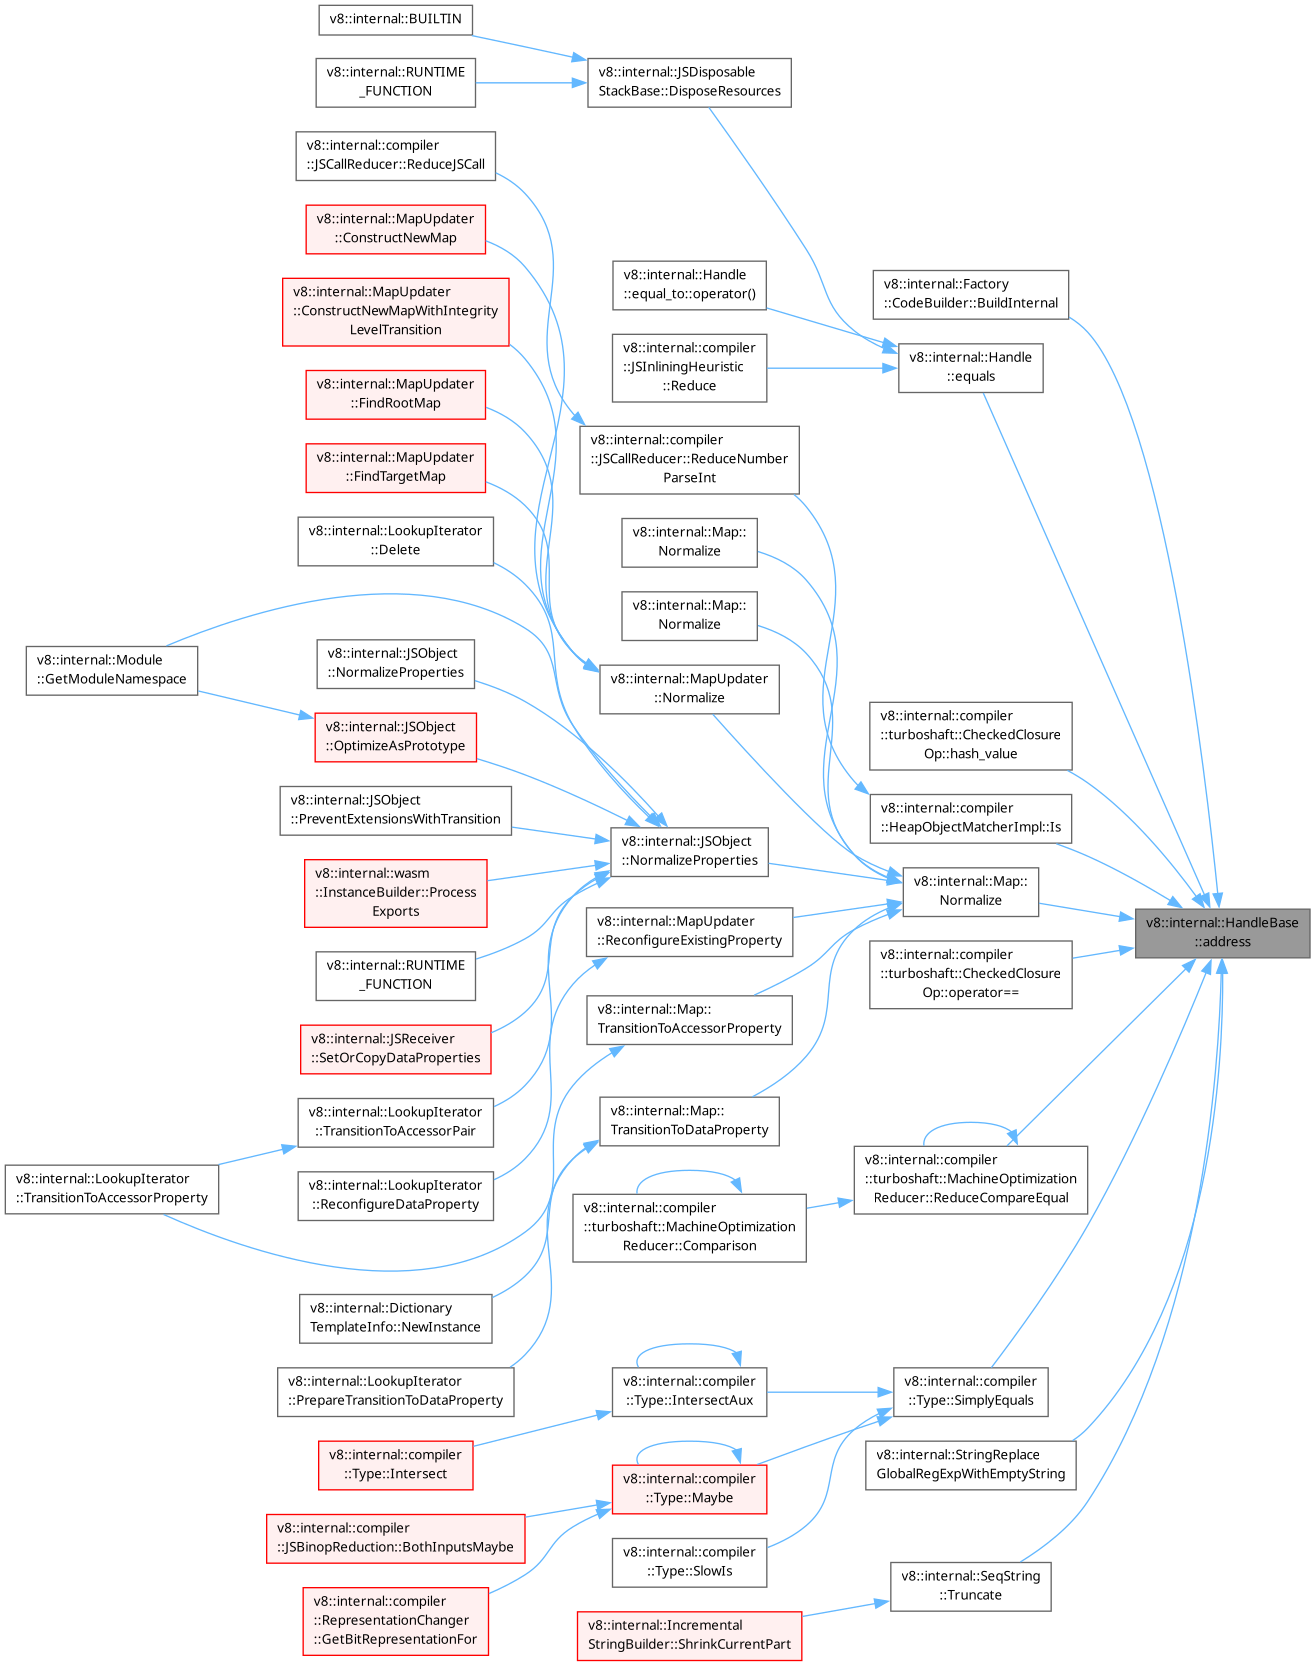 v8::internal::BUILTIN
v8::internal::RUNTIME
_FUNCTION
v8::internal::JSDisposable
StackBase::DisposeResources
v8::internal::compiler
::JSCallReducer::ReduceJSCall
v8::internal::MapUpdater
::ConstructNewMap
v8::internal::MapUpdater
::ConstructNewMapWithIntegrity
LevelTransition
v8::internal::Handle
::equal_to::operator()
v8::internal::Factory
::CodeBuilder::BuildInternal
v8::internal::compiler
::JSInliningHeuristic
::Reduce
v8::internal::Handle
::equals
v8::internal::MapUpdater
::FindRootMap
v8::internal::MapUpdater
::FindTargetMap
v8::internal::compiler
::JSCallReducer::ReduceNumber
ParseInt
v8::internal::LookupIterator
::Delete
v8::internal::Map::
Normalize
v8::internal::Map::
Normalize
v8::internal::Module
::GetModuleNamespace
v8::internal::JSObject
::NormalizeProperties
v8::internal::MapUpdater
::Normalize
v8::internal::JSObject
::OptimizeAsPrototype
v8::internal::compiler
::turboshaft::CheckedClosure
Op::hash_value
v8::internal::JSObject
::PreventExtensionsWithTransition
v8::internal::compiler
::HeapObjectMatcherImpl::Is
v8::internal::JSObject
::NormalizeProperties
v8::internal::wasm
::InstanceBuilder::Process
Exports
v8::internal::Map::
Normalize
v8::internal::HandleBase
::address
v8::internal::MapUpdater
::ReconfigureExistingProperty
v8::internal::RUNTIME
_FUNCTION
v8::internal::compiler
::turboshaft::CheckedClosure
Op::operator==
v8::internal::Map::
TransitionToAccessorProperty
v8::internal::JSReceiver
::SetOrCopyDataProperties
v8::internal::LookupIterator
::TransitionToAccessorPair
v8::internal::Map::
TransitionToDataProperty
v8::internal::LookupIterator
::TransitionToAccessorProperty
v8::internal::LookupIterator
::ReconfigureDataProperty
v8::internal::compiler
::turboshaft::MachineOptimization
Reducer::ReduceCompareEqual
v8::internal::compiler
::turboshaft::MachineOptimization
Reducer::Comparison
v8::internal::Dictionary
TemplateInfo::NewInstance
v8::internal::LookupIterator
::PrepareTransitionToDataProperty
v8::internal::compiler
::Type::IntersectAux
v8::internal::compiler
::Type::SimplyEquals
v8::internal::compiler
::Type::Intersect
v8::internal::StringReplace
GlobalRegExpWithEmptyString
v8::internal::compiler
::Type::Maybe
v8::internal::compiler
::JSBinopReduction::BothInputsMaybe
v8::internal::compiler
::Type::SlowIs
v8::internal::compiler
::RepresentationChanger
::GetBitRepresentationFor
v8::internal::SeqString
::Truncate
v8::internal::Incremental
StringBuilder::ShrinkCurrentPart